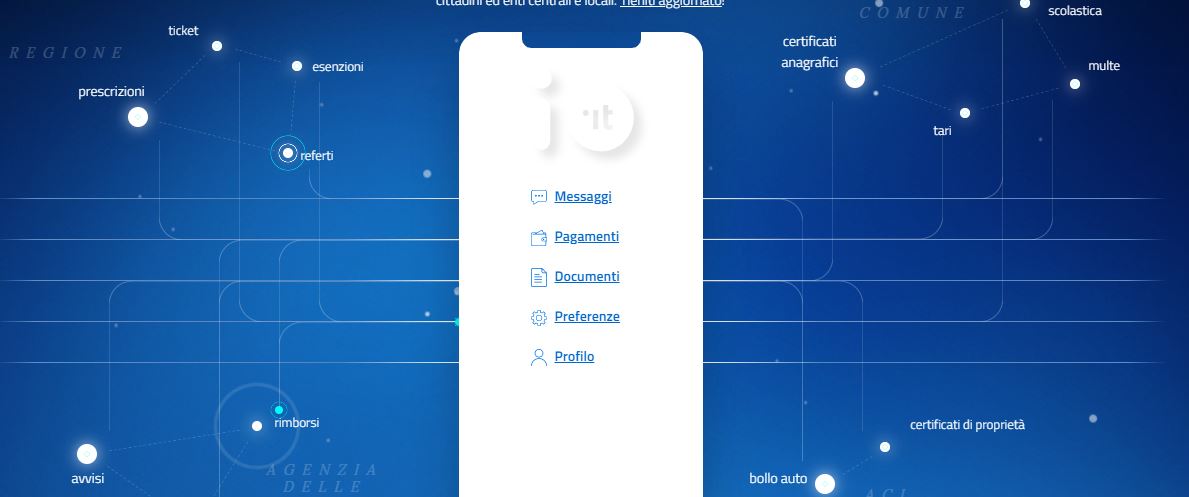 cittadini ed enti centrali e locali. Tieniti aggiornato!
COMUNE
scolastica
ticket
REGIONE
esenzioni
certificati
anagrafici
multe
prescrizioni
tari
referti
io
it
Messaggi
Pagamenti
Documenti
Preferenze
Profilo
rimborsi
certificati di proprietà
AGENZIA
DELLE
avvisi
bollo auto
ACI